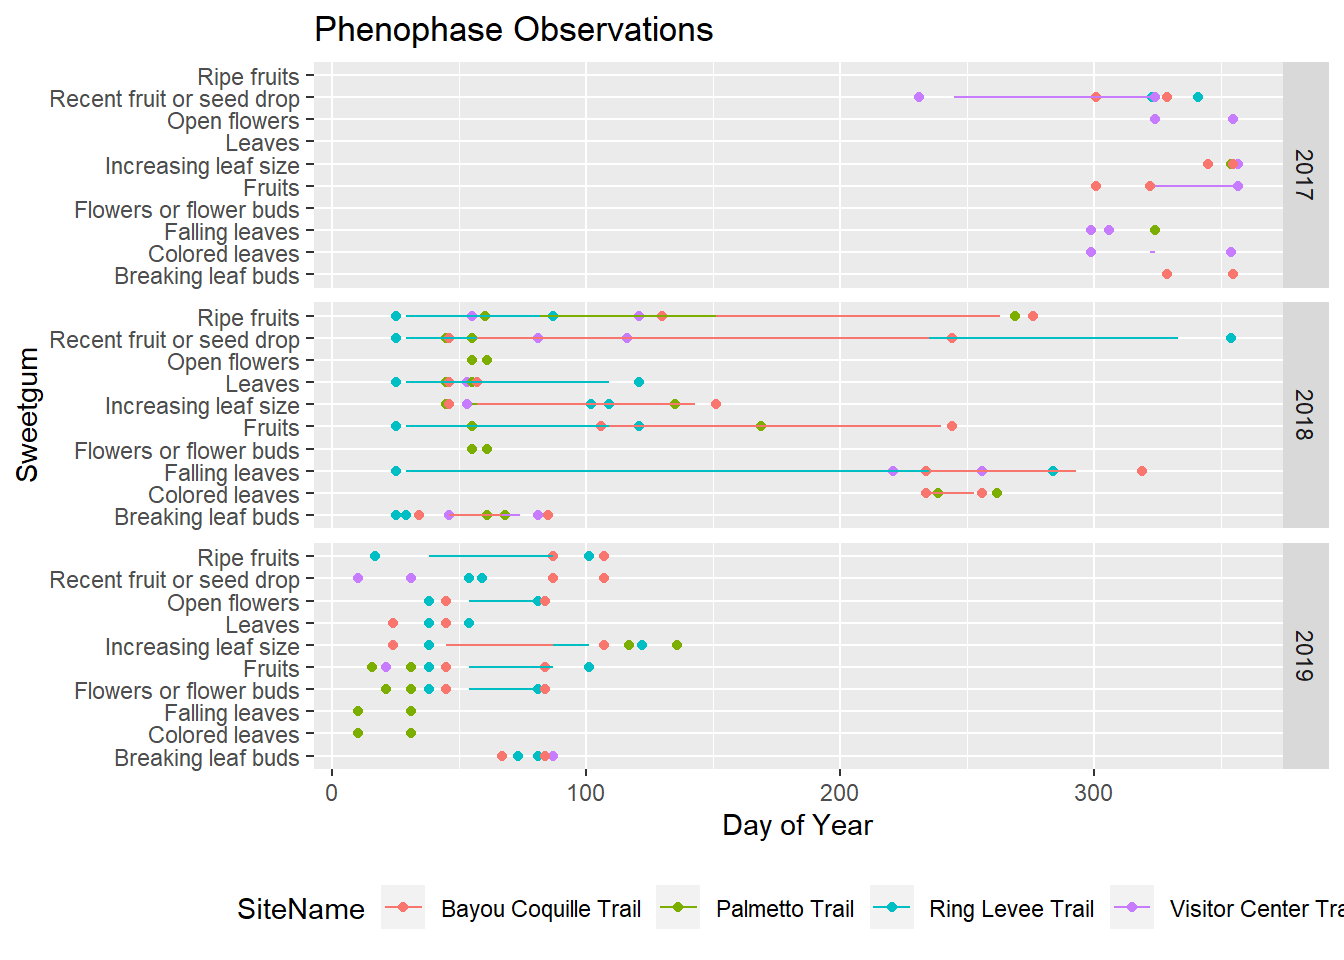 Phenophase Observations
Ripe fruits
Recent fruit or seed drop
Open flowers
Leaves
Increasing leaf size
Fruits
Flowers or flower buds
Falling leaves
Colored leaves
Breaking leaf buds
2017
Ripe fruits
Recent fruit or seed drop
Open flowers
Leaves
Increasing leaf size
Fruits
Flowers or flower buds
Falling leaves
Colored leaves
Breaking leaf buds
2018
Ripe fruits
Recent fruit or seed drop
Open flowers
Leaves
Increasing leaf size
Fruits
Flowers or flower buds
Falling leaves
Colored leaves
Breaking leaf buds
2019
Sweetgum
0 100 200 300
Day of Year
SiteName Bayou Coquille Trail Palmetto Trail Ring Levee Trail Visitor Center Tra